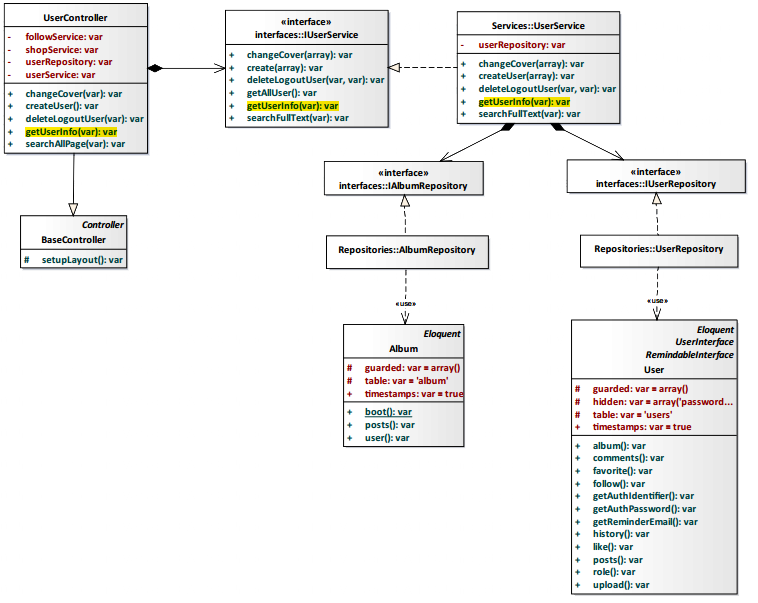 UserController
- followService: var
- shopService: var
- userRepository: var
- userService: var
+ changeCover(var): var
+ createUser(): var
+ deleteLogoutUser(var): var
+ getUserInfo(var): var
+ searchAllPage(var): var
«interface»
interfaces::IUserService
+ changeCover(array): var
+ create(array): var
+ deleteLogoutUser(var, var): var
+ getAllUser(): var
+ getUserInfo(var): var
+ searchFullText(var): var
Services::UserService
- userRepository: var
+ changeCover(array): var
+ createUser(array): var
+ deleteLogoutUser(var, var): var
+ getUserInfo(var): var
+ searchFullText(var): var
«interface»
interfaces::IAlbumRepository
«interface»
interfaces::IUserRepository
Controller
BaseController
# setupLayout(): var
Repositories::AlbumRepository
Repositories::UserRepository
«use»
«use»
Eloquent
Album
# guarded: var = array()
# table: var = 'album'
+ timestamps: var = true
+ boot(): var
+ posts(): var
+ user(): var
Eloquent
UserInterface
RemindableInterface
User
# guarded: var = array()
# hidden: var = array('password...
# table: var = 'users'
+ timestamps: var = true
+ album(): var
+ comments(): var
+ favorite(): var
+ follow(): var
+ getAuthIdentifier(): var
+ getAuthPassword(): var
+ getReminderEmail(): var
+ history(): var
+ like(): var
+ posts(): var
+ role(): var
+ upload(): var